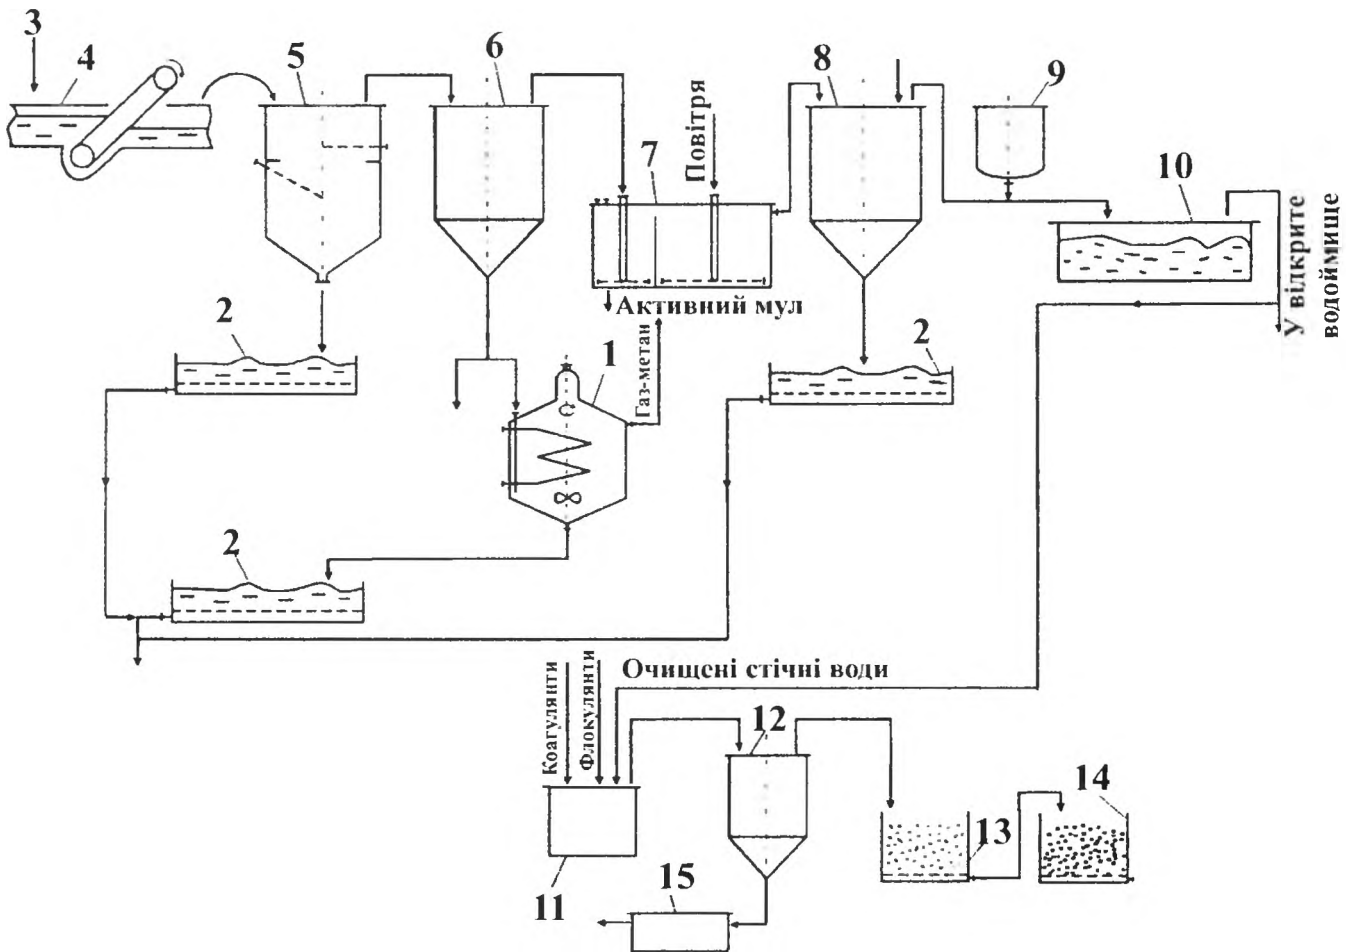 3
4
5
6
7
Повітря
8
9
10
У відкрите
водоймище
Активний мул
2
1
Газ-метан
2
2
Коагулянти
Флокулянти
Очищені стічні води
12
14
13
11
15